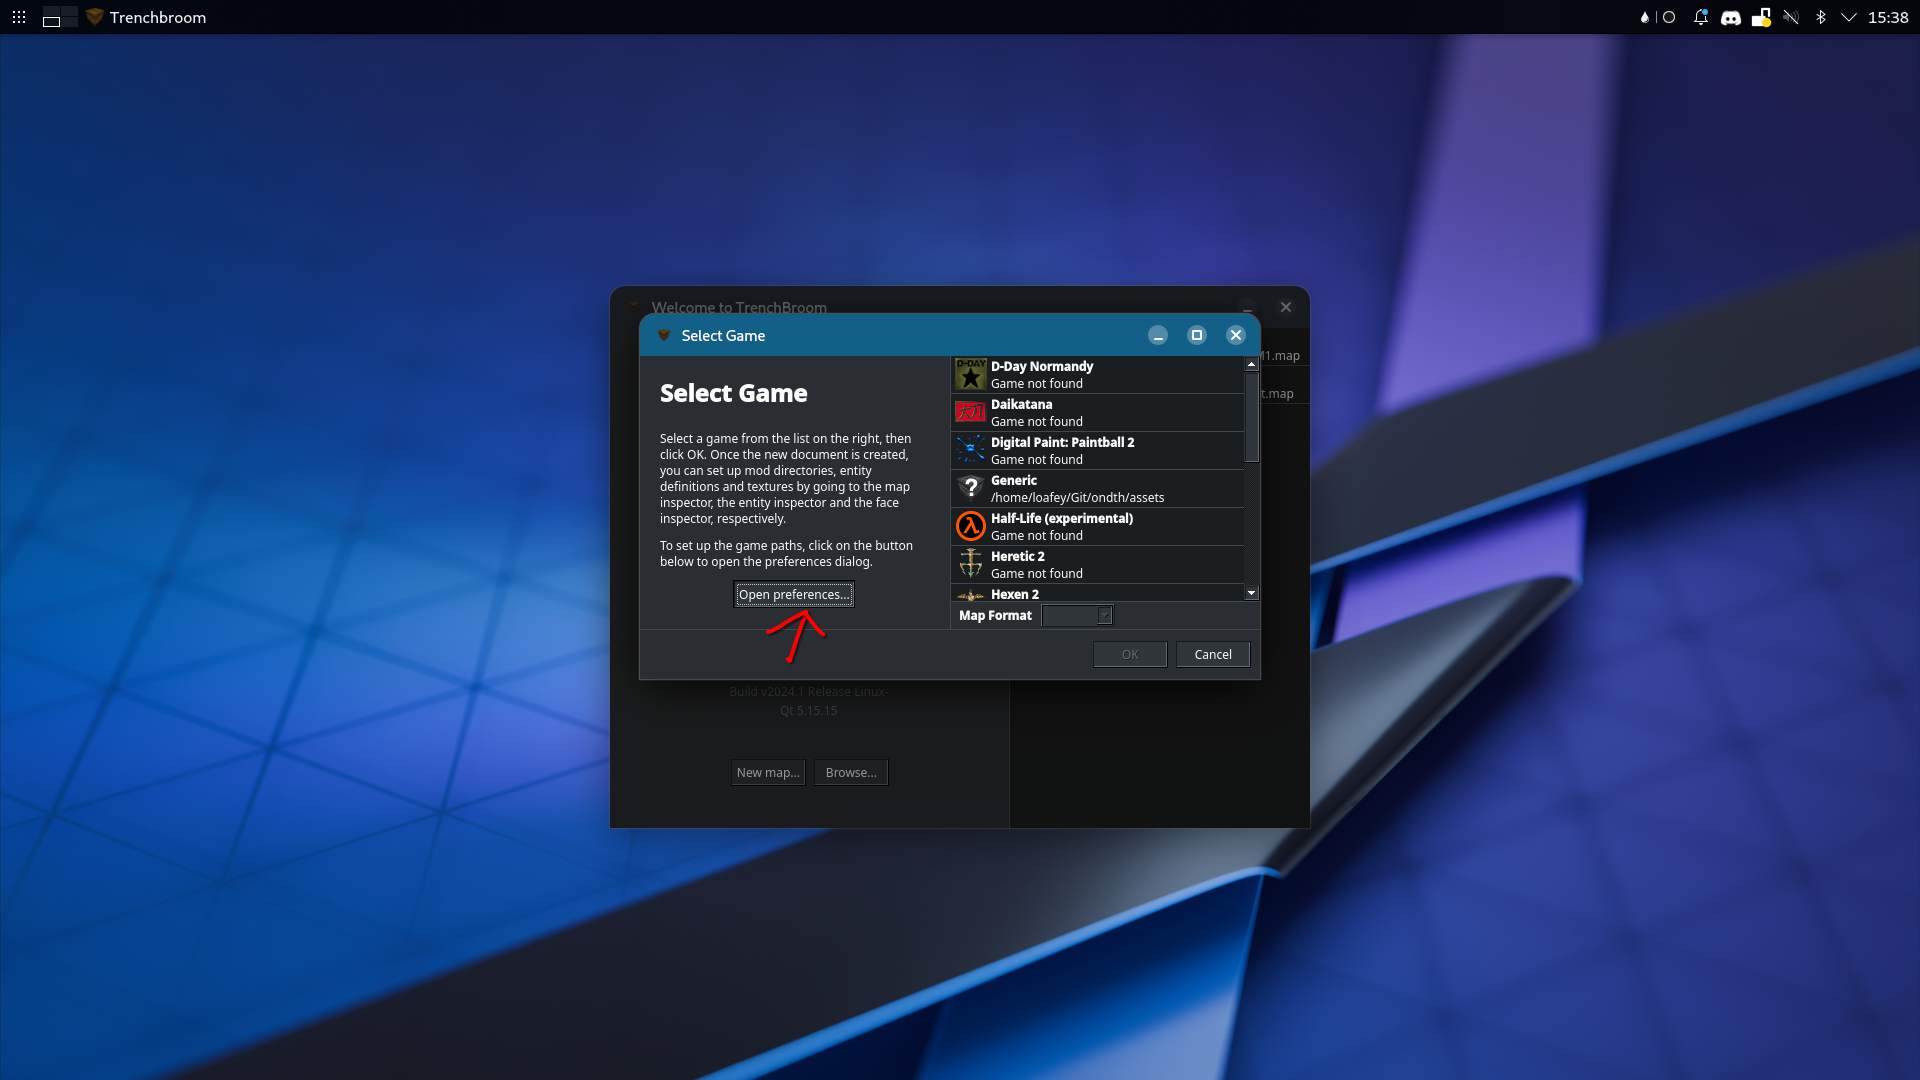 Trenchbroom
15:38
Welcome to TrenchBroom
Select Game
Select Game
Select a game from the list on the right, then
click OK. Once the new document is created,
you can set up mod directories, entity
definitions and textures by going to the map
inspector, the entity inspector and the face
inspector, respectively.
To set up the game paths, click on the button
below to open the preferences dialog.
Open preferences...
D-DAY
D-Day Normandy
Game not found
Daikatana
Game not found
Digital Paint: Paintball 2
Game not found
Generic
/home/loafey/Git/ondth/assets
Half-Life (experimental)
Game not found
Heretic 2
Game not found
Hexen 2
Map Format
OK
Cancel
M1.map
t.map
Build v2024.1 Release Linux-
Qt 5.15.15
New map...
Browse...